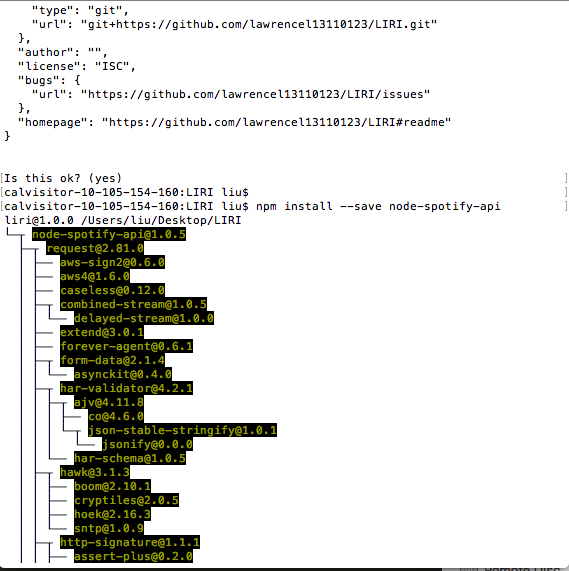 "type": "git",
"url": "git+https://github.com/lawrencel13110123/LIRI.git"
},
"author": "",
"license": "ISC",
"bugs": {
"url": "https://github.com/lawrencel13110123/LIRI/issues"
},
"homepage": "https://github.com/lawrencel13110123/LIRI#readme"
}
[Is this ok? (yes) ]
[calvisitor-10-105-154-160:LIRI liu$ ]
[calvisitor-10-105-154-160:LIRI liu$ npm install --save node-spotify-api ]
liri@1.0.0 /Users/liu/Desktop/LIRI
└─┬ node-spotify-api@1.0.5
  ├─┬ request@2.81.0
  │ ├── aws-sign2@0.6.0
  │ ├── aws4@1.6.0
  │ ├── caseless@0.12.0
  │ ├─┬ combined-stream@1.0.5
  │ │ └── delayed-stream@1.0.0
  │ ├── extend@3.0.1
  │ ├── forever-agent@0.6.1
  │ ├─┬ form-data@2.1.4
  │ │ └── asynckit@0.4.0
  │ ├─┬ har-validator@4.2.1
  │ │ ├─┬ ajv@4.11.8
  │ │ │ ├── co@4.6.0
  │ │ │ └─┬ json-stable-stringify@1.0.1
  │ │ │   └── jsonify@0.0.0
  │ │ └── har-schema@1.0.5
  │ ├─┬ hawk@3.1.3
  │ │ ├── boom@2.10.1
  │ │ ├── cryptiles@2.0.5
  │ │ ├── hoek@2.16.3
  │ │ └── sntp@1.0.9
  │ ├─┬ http-signature@1.1.1
  │ │ ├── assert-plus@0.2.0